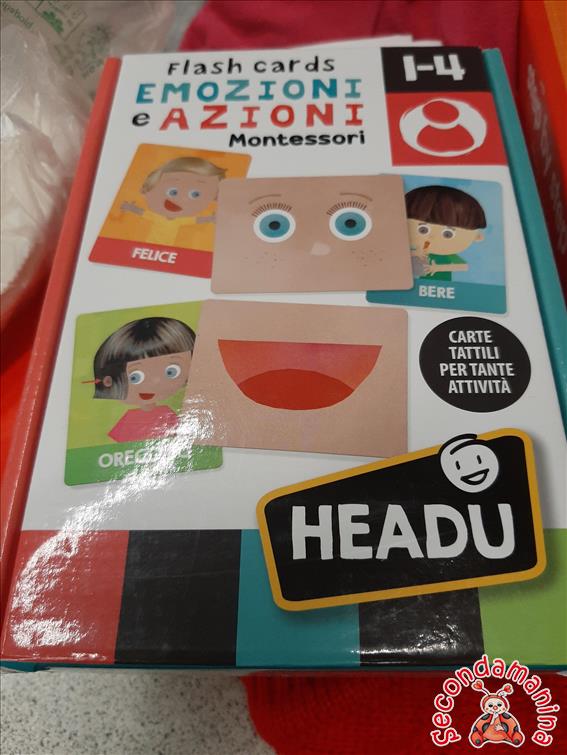 Flash cards
EMOZIONI
e AZIONI
Montessori
1-4
FELICE
BERE
CARTE
TATTILI
PER TANTE
ATTIVITÀ
HEADU
secondamanina